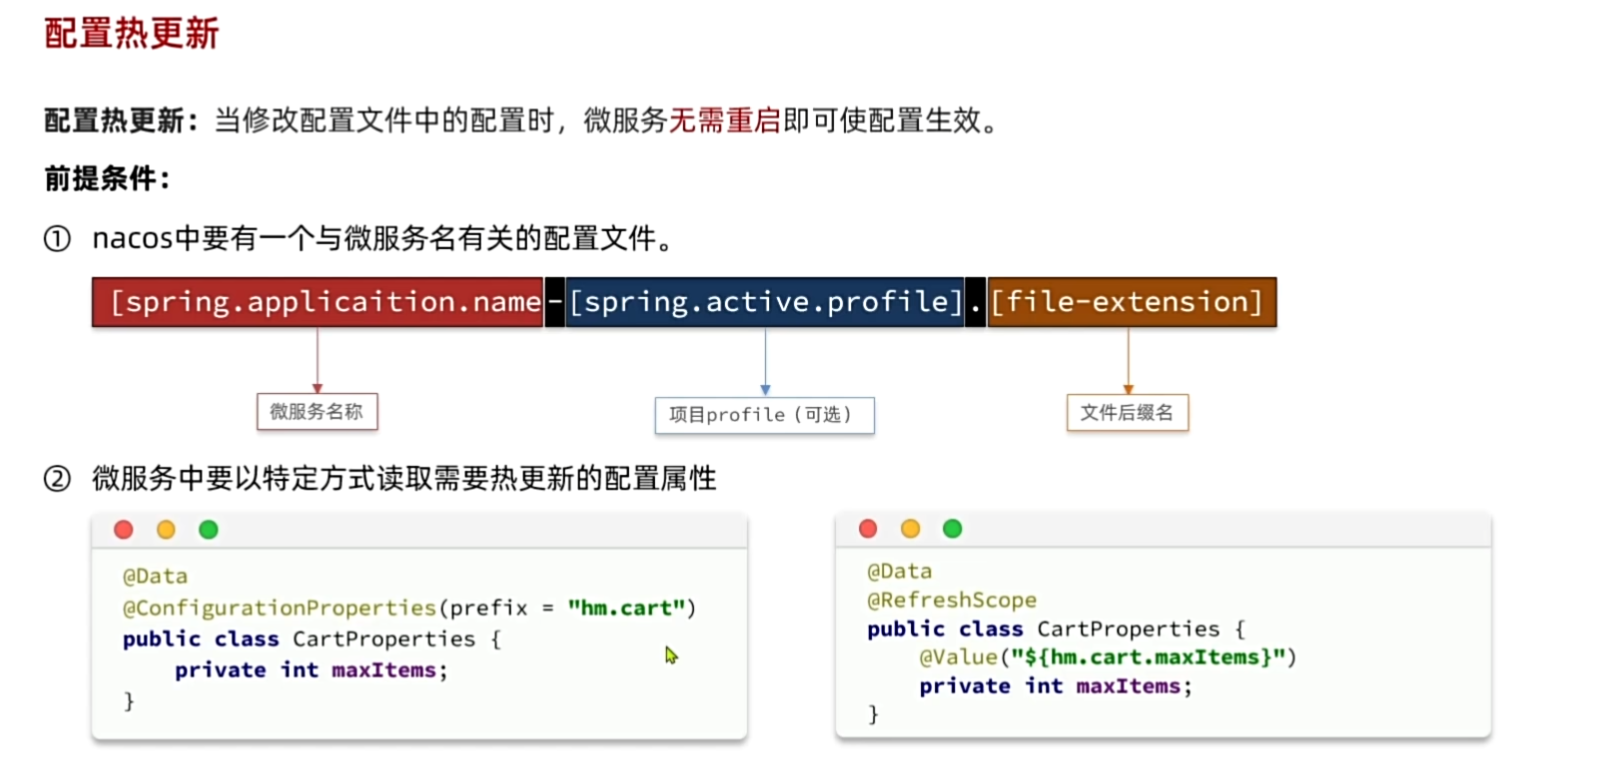 配置热更新
配置热更新：当修改配置文件中的配置时，微服务无需重启即可使配置生效。
前提条件：
① nacos中要有一个与微服务名有关的配置文件。
[spring.applicaition.name-[spring.active.profile].[file-extension]
微服务名称
项目profile（可选）
文件后缀名
② 微服务中要以特定方式读取需要热更新的配置属性
@Data
@ConfigurationProperties(prefix = "hm.cart")
public class CartProperties {
    private int maxItems;
}
@Data
@RefreshScope
public class CartProperties {
    @Value("${hm.cart.maxItems}")
    private int maxItems;
}